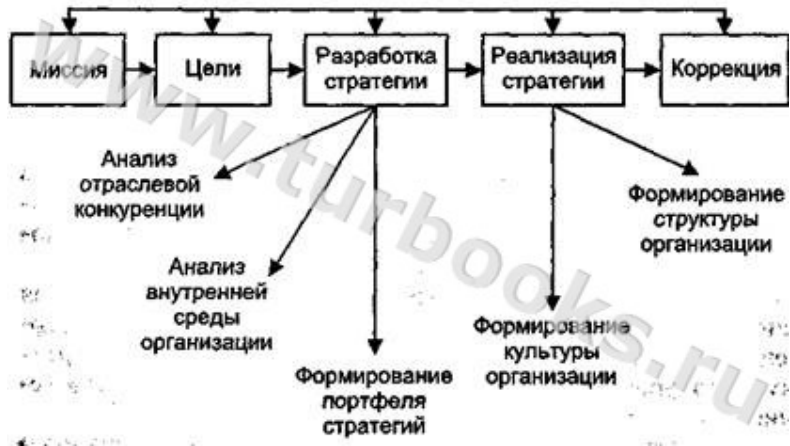 Миссия
Цели
Разработка
стратегии
Реализация
стратегии
Коррекция
Анализ
отраслевой
конкуренции
Анализ
внутренней
среды
организации
Формирование
портфеля
стратегий
Формирование
культуры
организации
Формирование
структуры
организации
www.turbooks.ru